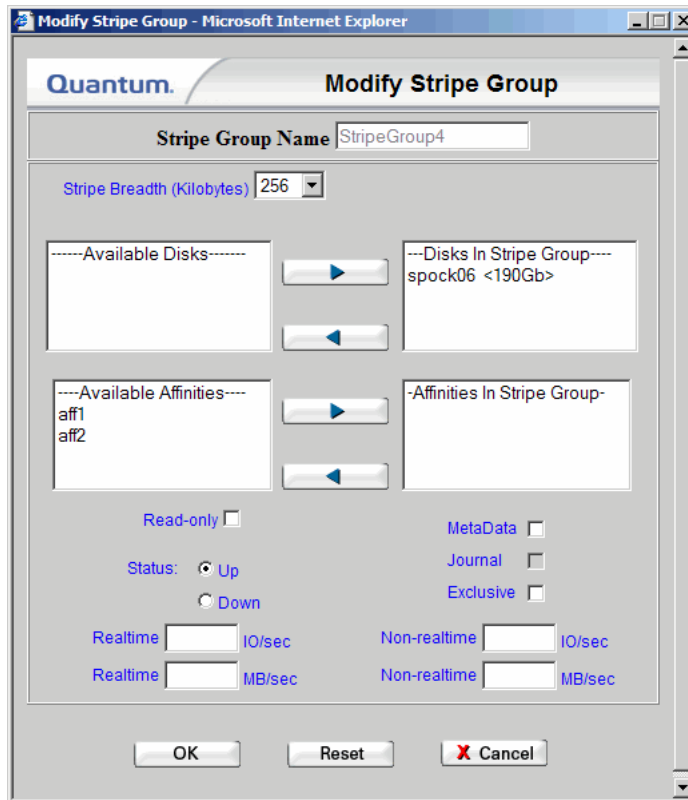 Modify Stripe Group - Microsoft Internet Explorer
Quantum.
Modify Stripe Group
Stripe Group Name StripeGroup4
Stripe Breadth (Kilobytes) 256
------Available Disks-------
---Disks In Stripe Group----
spock06 <190Gb>
----Available Affinities----
aff1
aff2
-Affinities In Stripe Group-
Read-only
MetaData
Status: Up
Journal
Down
Exclusive
Realtime IO/sec
Non-realtime IO/sec
Realtime MB/sec
Non-realtime MB/sec
OK
Reset
X Cancel